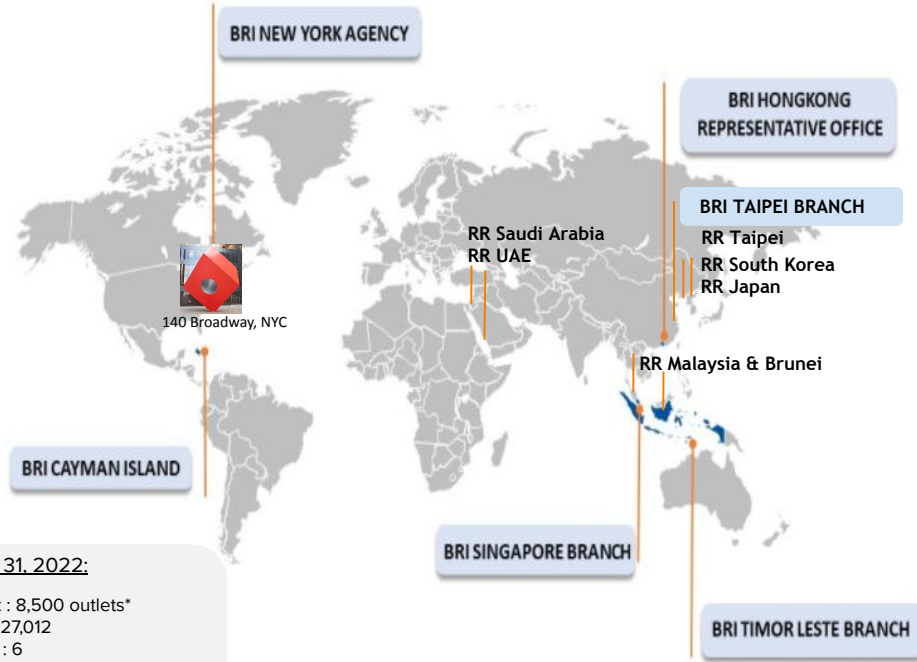 BRI NEW YORK AGENCY
BRI HONGKONG
REPRESENTATIVE OFFICE
BRI TAIPEI BRANCH
RR Taipei
RR South Korea
RR Japan
RR Saudi Arabia
RR UAE
140 Broadway, NYC
RR Malaysia & Brunei
BRI CAYMAN ISLAND
BRI SINGAPORE BRANCH
BRI TIMOR LESTE BRANCH
31, 2022:
: 8,500 outlets*
27,012
: 6